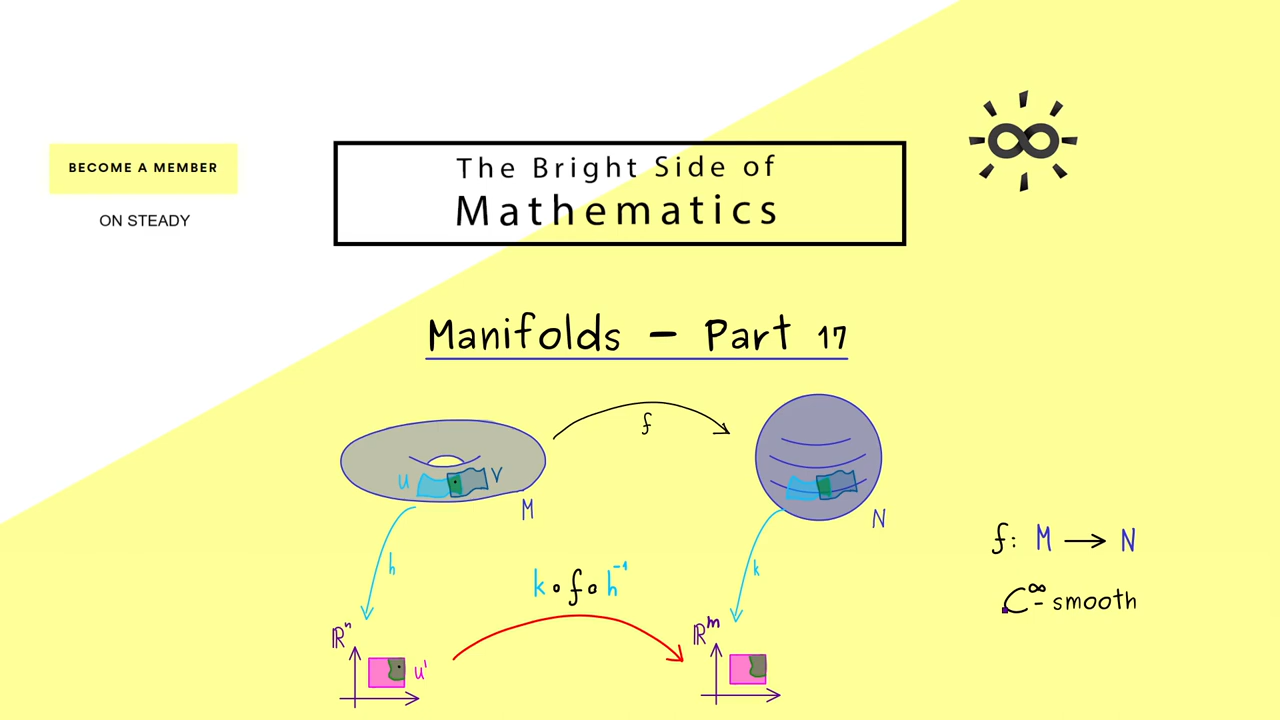 BECOME A MEMBER
ON STEADY
The Bright Side of
Mathematics
Manifolds - Part 17
f
U
V
M
N
h
k
k ∘ f ∘ h⁻¹
f: M → N
C^∞- smooth
ℝⁿ
U'
ℝᵐ